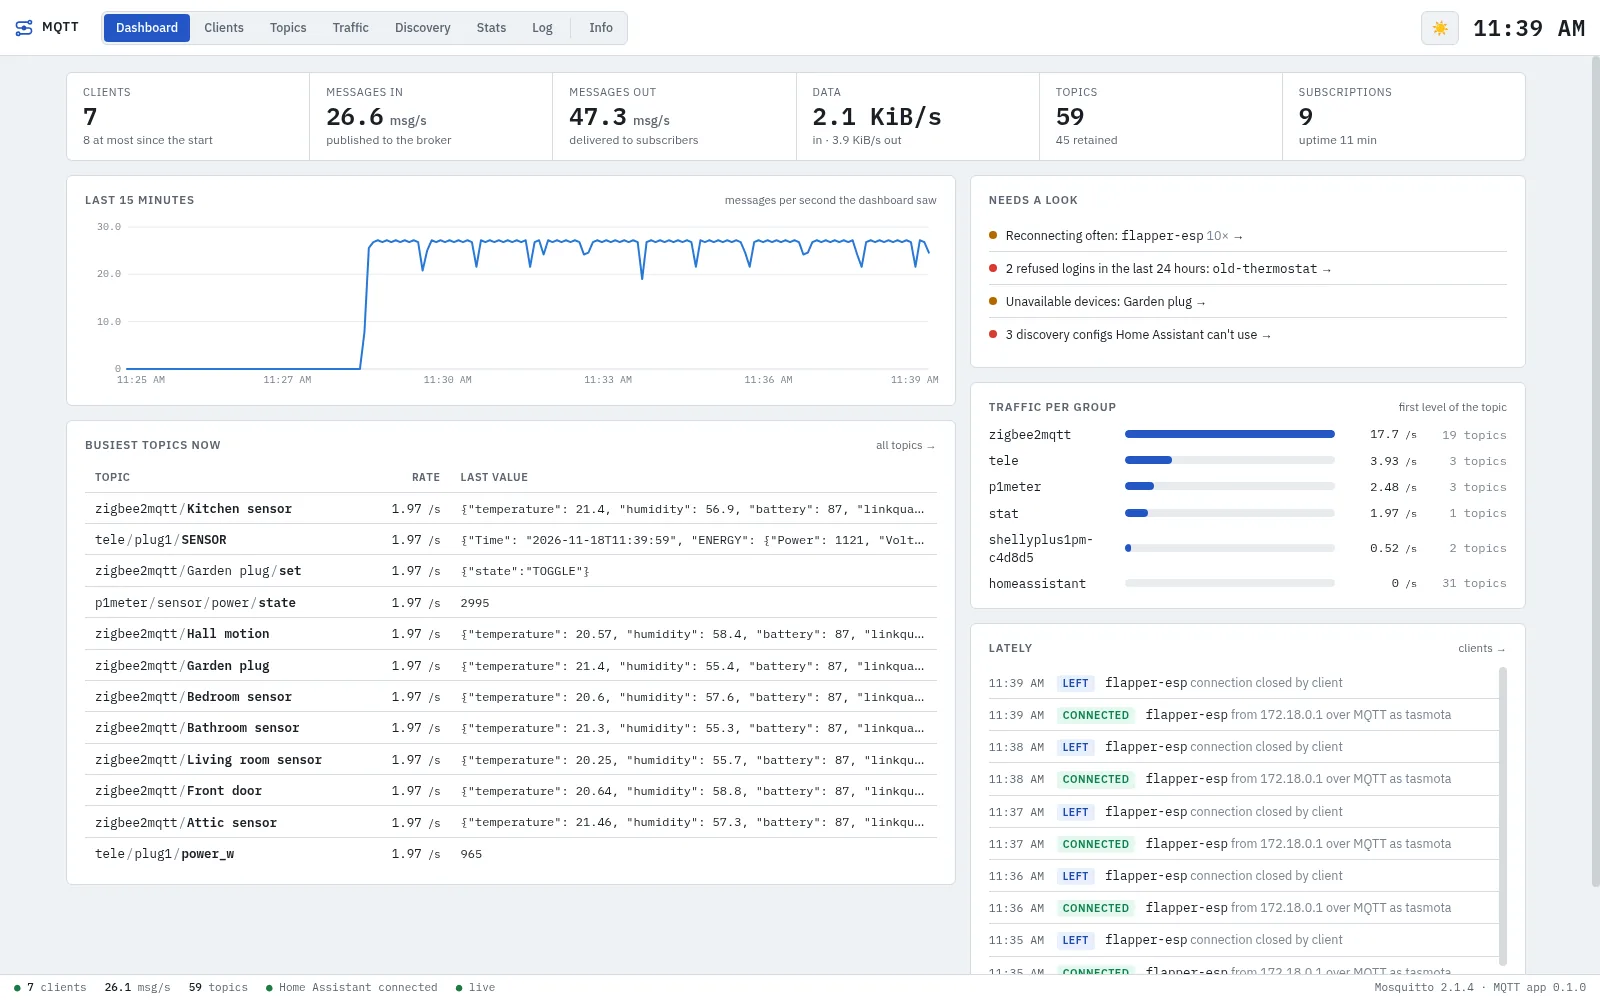 MQTT
Dashboard Clients Topics Traffic Discovery Stats Log Info
11:39 AM
CLIENTS
7
8 at most since the start
MESSAGES IN
26.6 msg/s
published to the broker
MESSAGES OUT
47.3 msg/s
delivered to subscribers
DATA
2.1 KiB/s
in · 3.9 KiB/s out
TOPICS
59
45 retained
SUBSCRIPTIONS
9
uptime 11 min
LAST 15 MINUTES
messages per second the dashboard saw
30.0
20.0
10.0
0
11:25 AM 11:27 AM 11:30 AM 11:33 AM 11:36 AM 11:39 AM
BUSIEST TOPICS NOW
all topics →
TOPIC RATE LAST VALUE
zigbee2mqtt/Kitchen sensor 1.97 /s {"temperature": 21.4, "humidity": 56.9, "battery": 87, "linkqua…
tele/plug1/SENSOR 1.97 /s {"Time": "2026-11-18T11:39:59", "ENERGY": {"Power": 1121, "Volt…
zigbee2mqtt/Garden plug/set 1.97 /s {"state":"TOGGLE"}
p1meter/sensor/power/state 1.97 /s 2995
zigbee2mqtt/Hall motion 1.97 /s {"temperature": 20.57, "humidity": 58.4, "battery": 87, "linkqu…
zigbee2mqtt/Garden plug 1.97 /s {"temperature": 21.4, "humidity": 55.4, "battery": 87, "linkqua…
zigbee2mqtt/Bedroom sensor 1.97 /s {"temperature": 20.6, "humidity": 57.6, "battery": 87, "linkqua…
zigbee2mqtt/Bathroom sensor 1.97 /s {"temperature": 21.3, "humidity": 55.3, "battery": 87, "linkqua…
zigbee2mqtt/Living room sensor 1.97 /s {"temperature": 20.25, "humidity": 55.7, "battery": 87, "linkqu…
zigbee2mqtt/Front door 1.97 /s {"temperature": 20.64, "humidity": 58.8, "battery": 87, "linkqu…
zigbee2mqtt/Attic sensor 1.97 /s {"temperature": 21.46, "humidity": 57.3, "battery": 87, "linkqu…
tele/plug1/power_w 1.97 /s 965
NEEDS A LOOK
Reconnecting often: flapper-esp 10× →
2 refused logins in the last 24 hours: old-thermostat →
Unavailable devices: Garden plug →
3 discovery configs Home Assistant can't use →
TRAFFIC PER GROUP
first level of the topic
zigbee2mqtt 17.7 /s 19 topics
tele 3.93 /s 3 topics
p1meter 2.48 /s 3 topics
stat 1.97 /s 1 topics
shellyplus1pm-
c4d8d5 0.52 /s 2 topics
homeassistant 0 /s 31 topics
LATELY
clients →
11:39 AM LEFT flapper-esp connection closed by client
11:39 AM CONNECTED flapper-esp from 172.18.0.1 over MQTT as tasmota
11:38 AM LEFT flapper-esp connection closed by client
11:38 AM CONNECTED flapper-esp from 172.18.0.1 over MQTT as tasmota
11:37 AM LEFT flapper-esp connection closed by client
11:37 AM CONNECTED flapper-esp from 172.18.0.1 over MQTT as tasmota
11:36 AM LEFT flapper-esp connection closed by client
11:36 AM CONNECTED flapper-esp from 172.18.0.1 over MQTT as tasmota
11:35 AM LEFT flapper-esp connection closed by client
11:35 AM CONNECTED flapper-esp from 172.18.0.1 over MQTT as tasmota
7 clients 26.1 msg/s 59 topics Home Assistant connected live
Mosquitto 2.1.4 · MQTT app 0.1.0